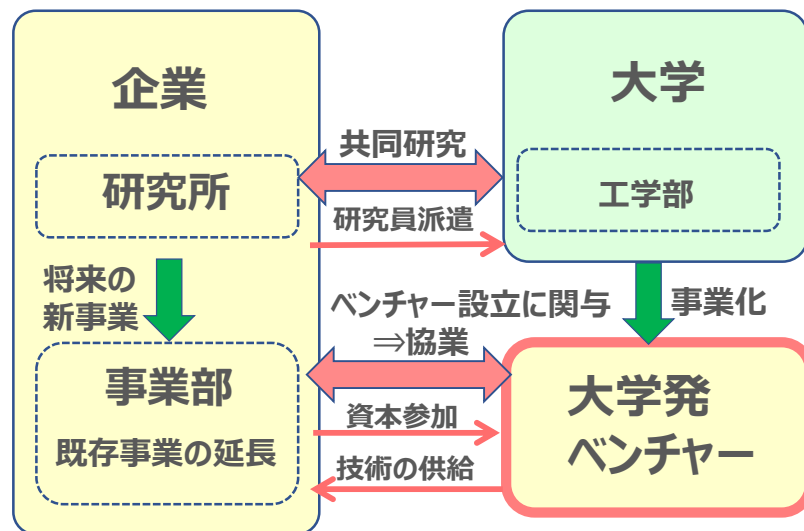 企業
大学
共同研究
研究所
工学部
研究員派遣
将来の
新事業
ベンチャー設立に関与
⇒協業
事業化
事業部
既存事業の延長
資本参加
技術の供給
大学発
ベンチャー